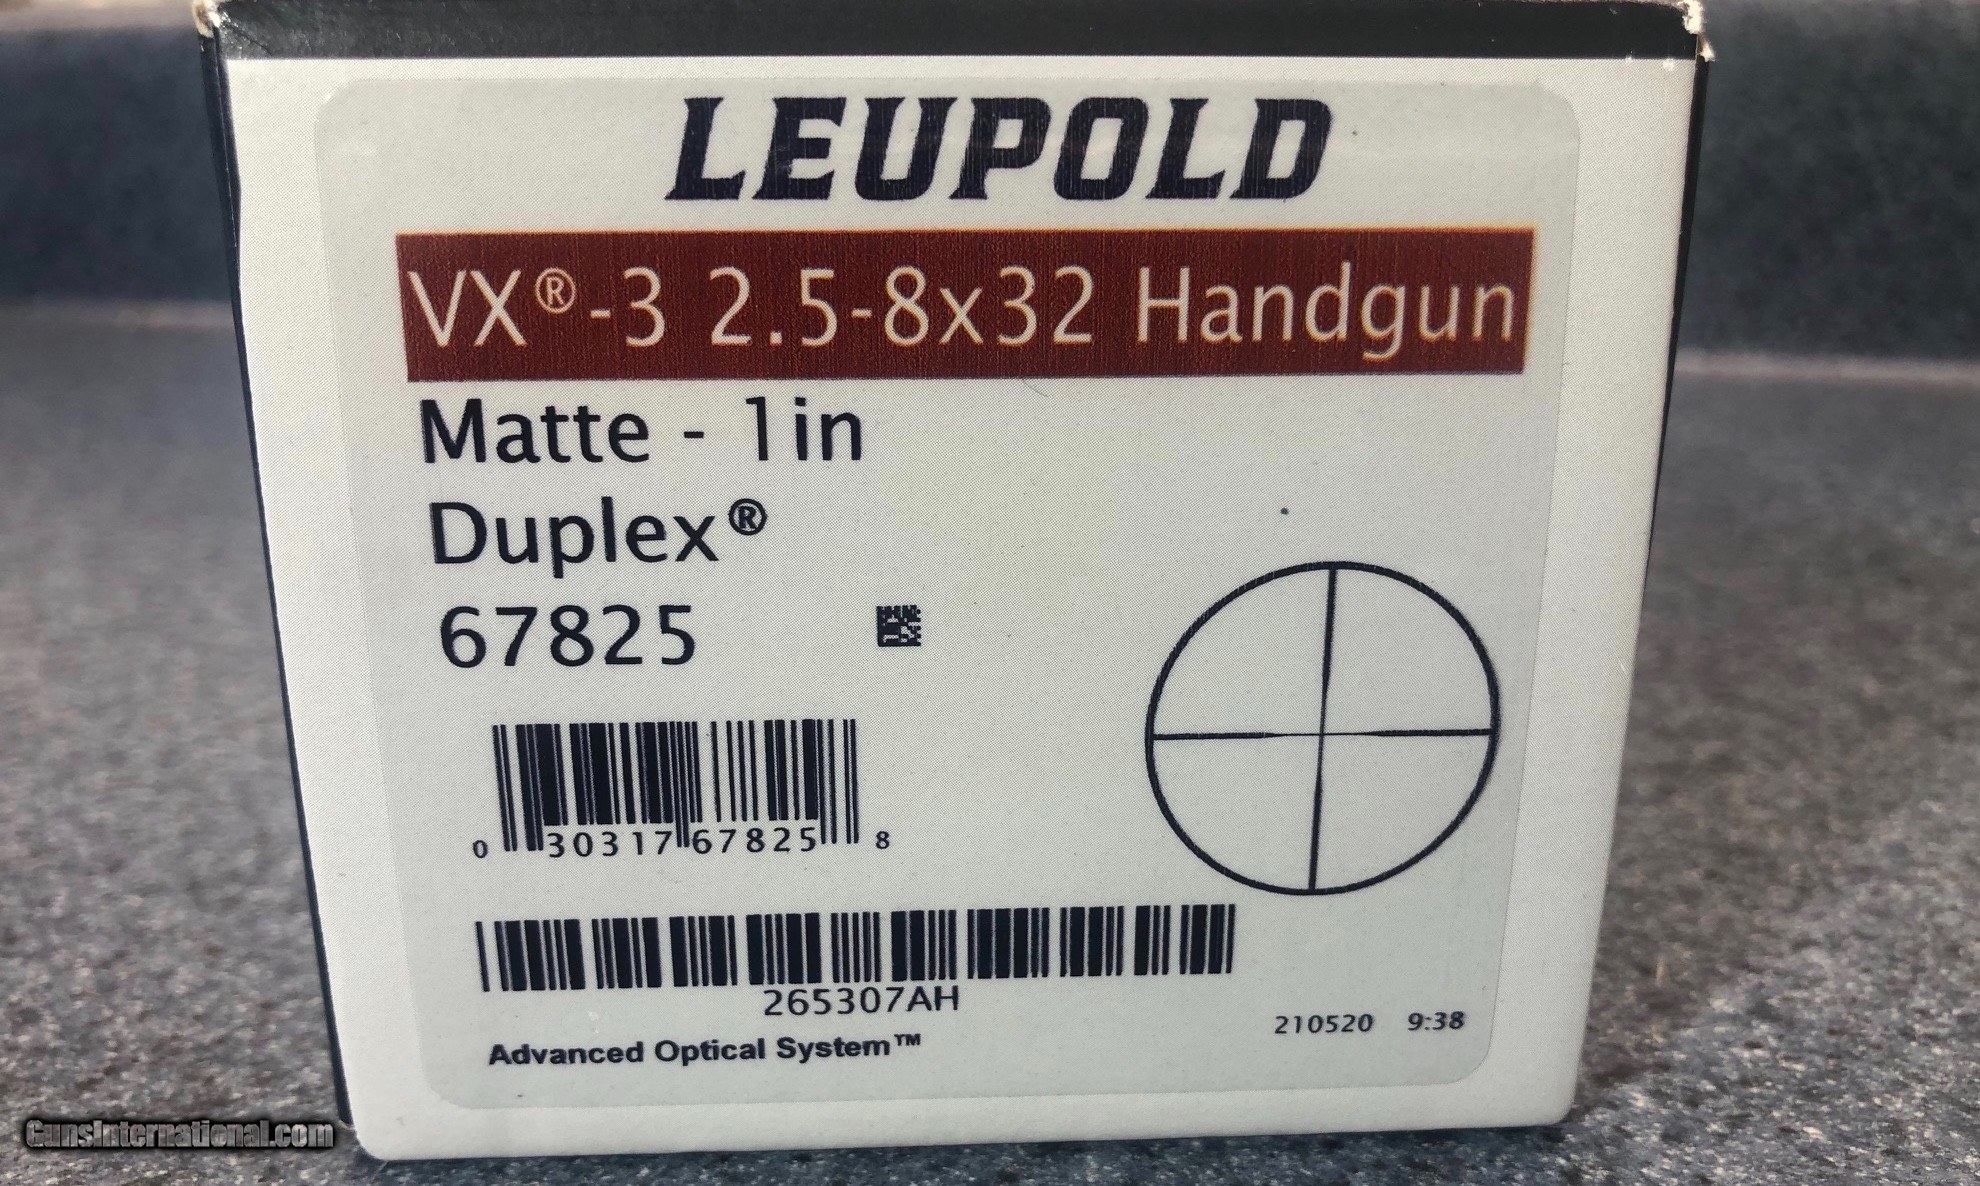 LEUPOLD
VX®-3 2.5-8x32 Handgun
Matte - 1in
Duplex®
67825
0 30317 67825 8
265307AH
210520 9:38
Advanced Optical System™
GunsInternational.com